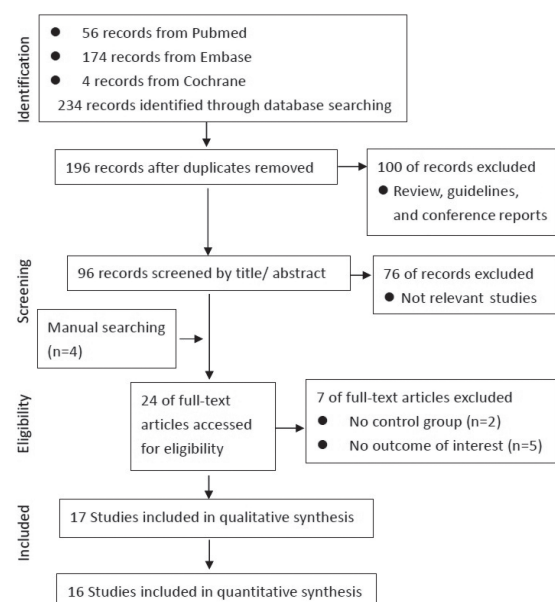 Identification
● 56 records from Pubmed
● 174 records from Embase
● 4 records from Cochrane
234 records identified through database searching
196 records after duplicates removed
100 of records excluded
● Review, guidelines,
and conference reports
Screening
96 records screened by title/ abstract
76 of records excluded
● Not relevant studies
Manual searching
(n=4)
Eligibility
24 of full-text
articles accessed
for eligibility
7 of full-text articles excluded
● No control group (n=2)
● No outcome of interest (n=5)
Included
17 Studies included in qualitative synthesis
16 Studies included in quantitative synthesis